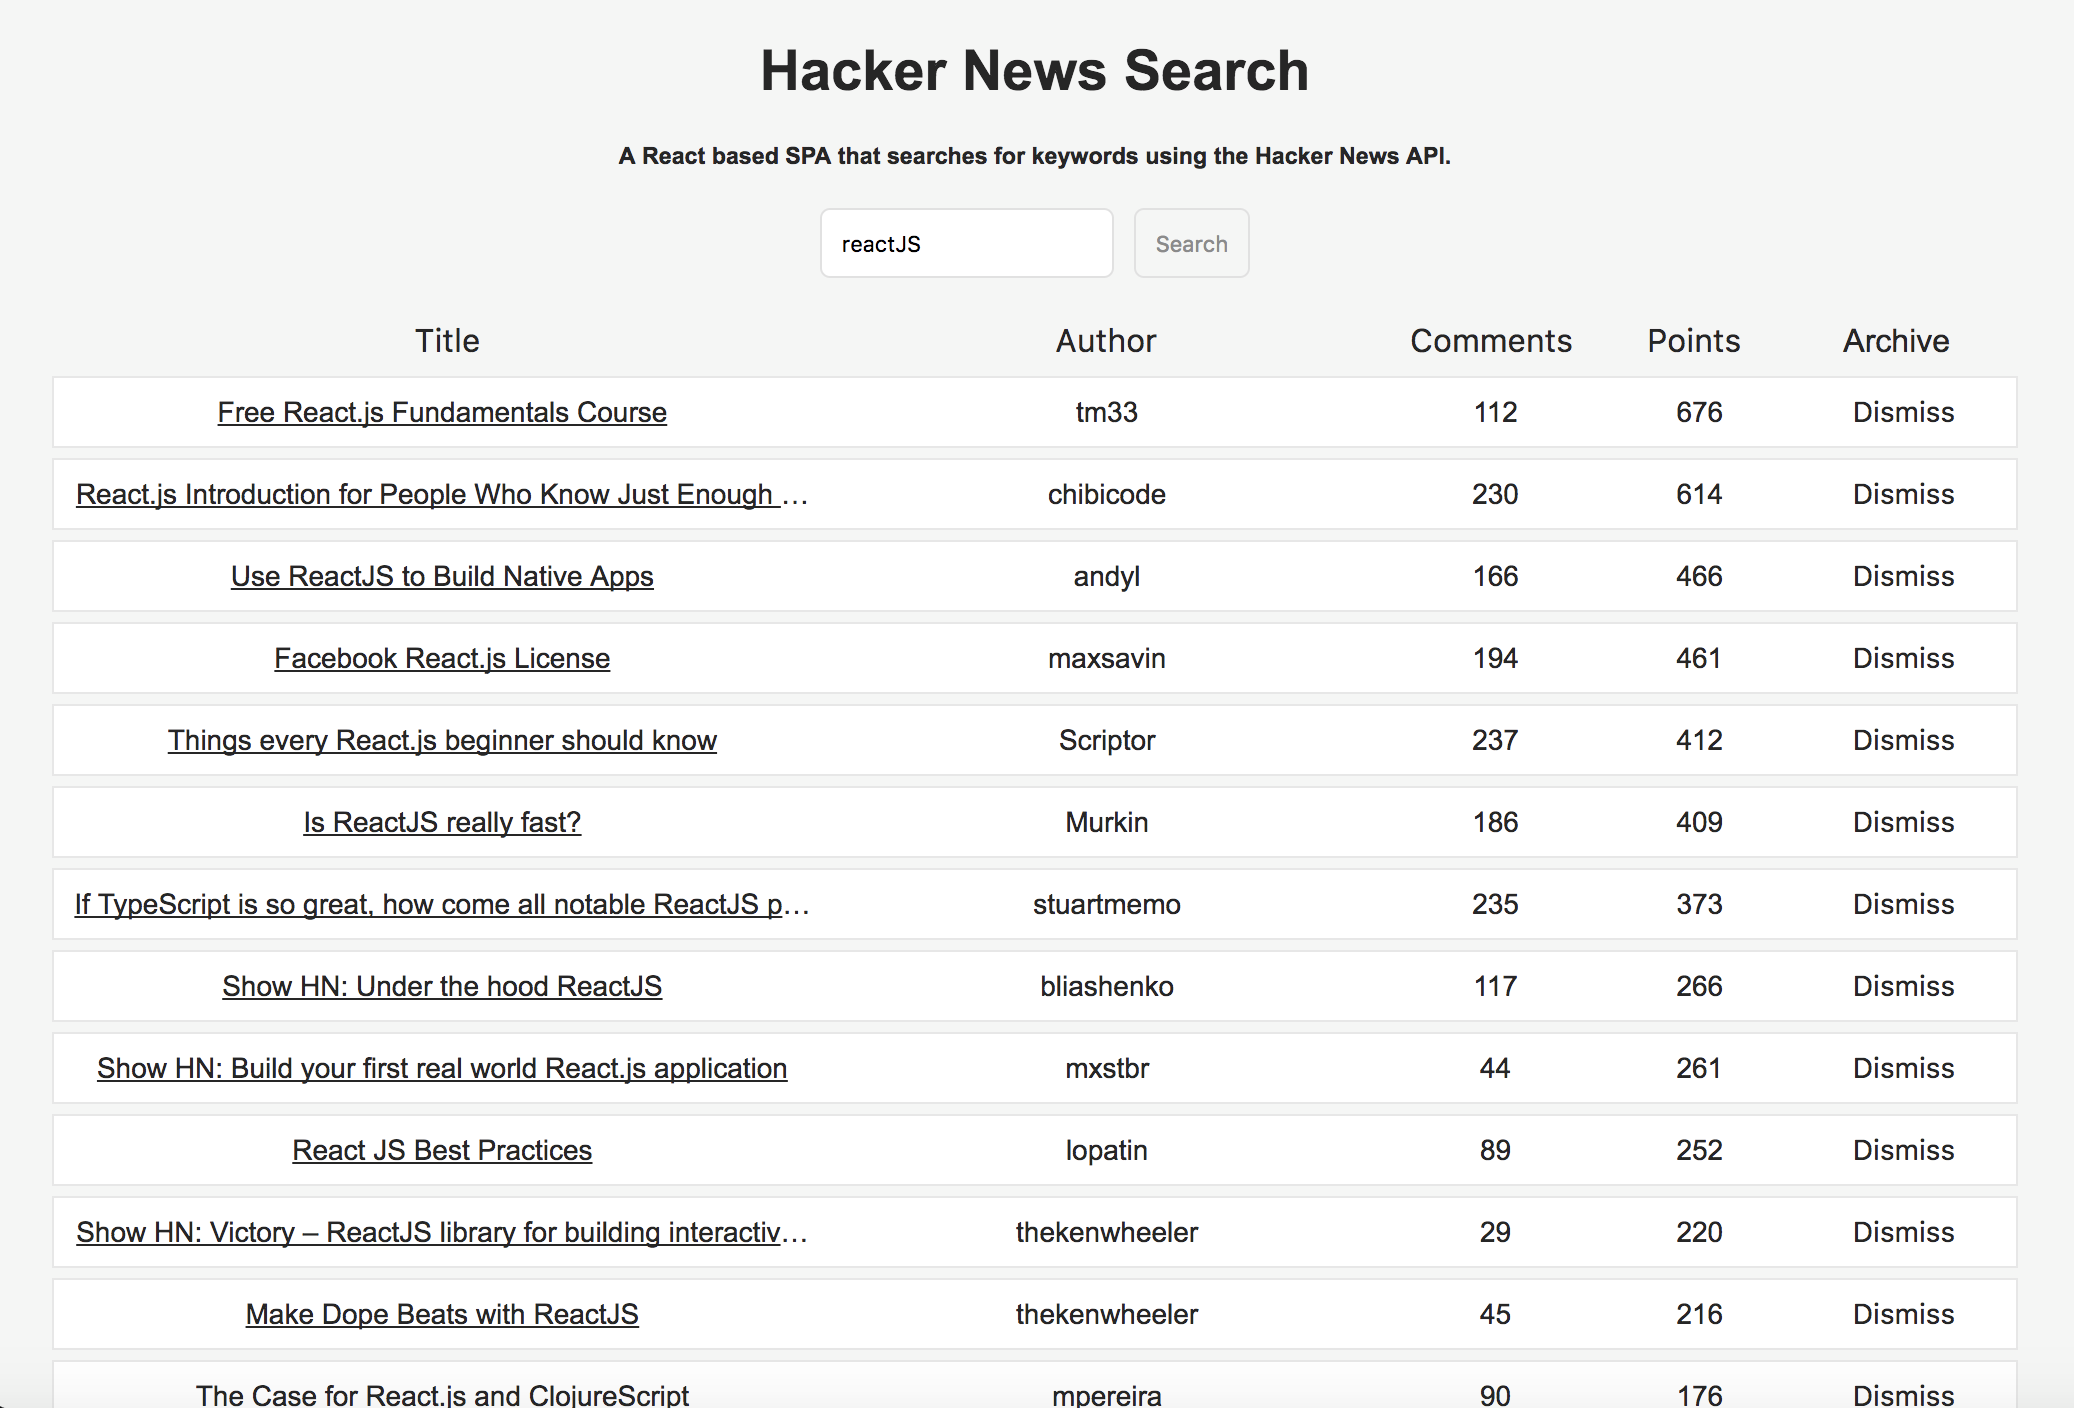 Hacker News Search
A React based SPA that searches for keywords using the Hacker News API.
reactJS Search
Title Author Comments Points Archive
Free React.js Fundamentals Course tm33 112 676 Dismiss
React.js Introduction for People Who Know Just Enough … chibicode 230 614 Dismiss
Use ReactJS to Build Native Apps andyl 166 466 Dismiss
Facebook React.js License maxsavin 194 461 Dismiss
Things every React.js beginner should know Scriptor 237 412 Dismiss
Is ReactJS really fast? Murkin 186 409 Dismiss
If TypeScript is so great, how come all notable ReactJS p… stuartmemo 235 373 Dismiss
Show HN: Under the hood ReactJS bliashenko 117 266 Dismiss
Show HN: Build your first real world React.js application mxstbr 44 261 Dismiss
React JS Best Practices lopatin 89 252 Dismiss
Show HN: Victory – ReactJS library for building interactiv… thekenwheeler 29 220 Dismiss
Make Dope Beats with ReactJS thekenwheeler 45 216 Dismiss
The Case for React.js and ClojureScript mpereira 90 176 Dismiss